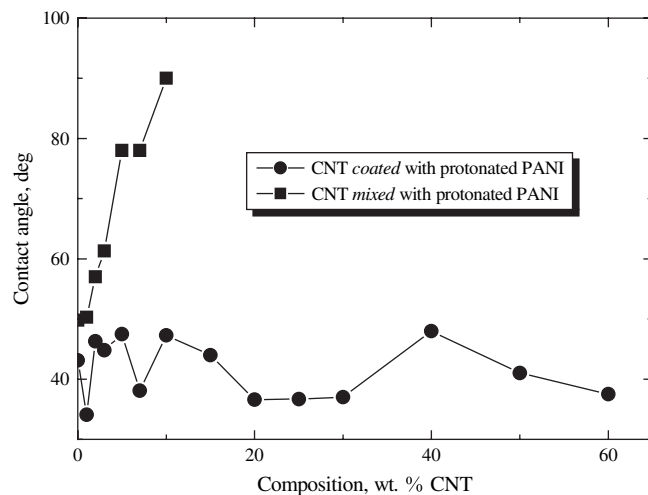 100
80
60
40
0
20
40
60
Contact angle, deg
Composition, wt. % CNT
CNT coated with protonated PANI
CNT mixed with protonated PANI